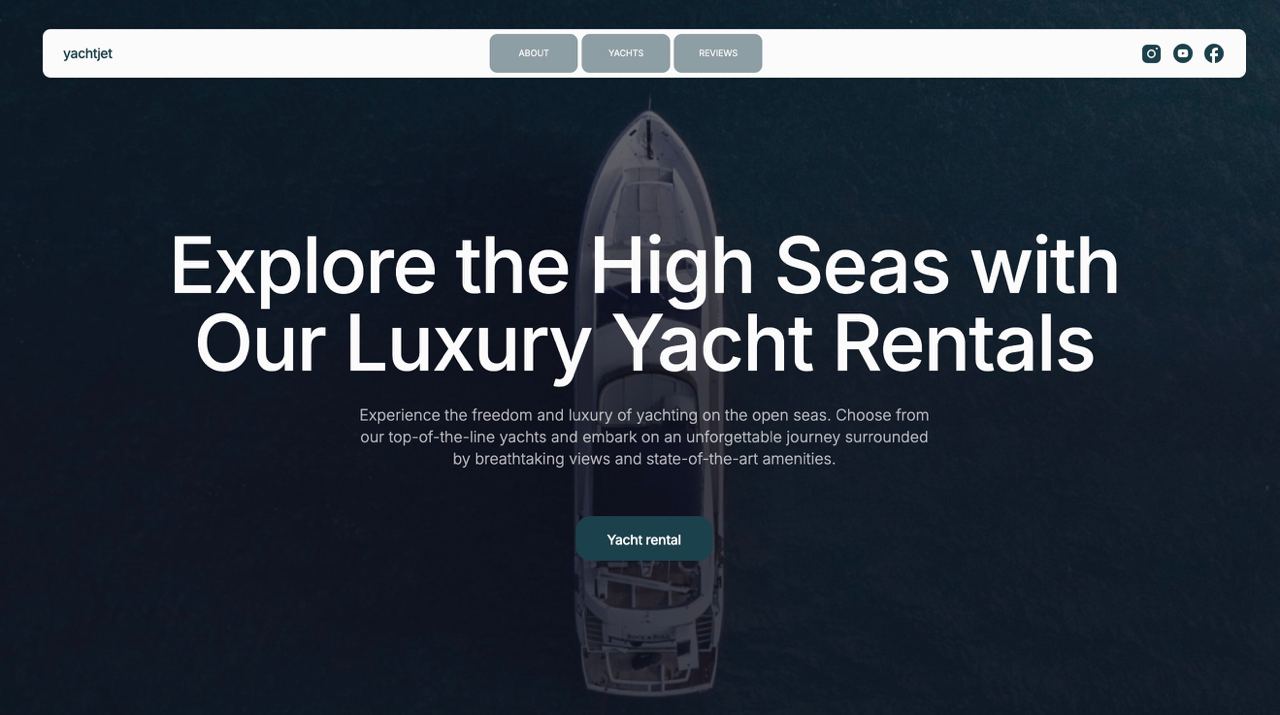 yachtjet
ABOUT
YACHTS
REVIEWS
Explore the High Seas with
Our Luxury Yacht Rentals
Experience the freedom and luxury of yachting on the open seas. Choose from
our top-of-the-line yachts and embark on an unforgettable journey surrounded
by breathtaking views and state-of-the-art amenities.
Yacht rental